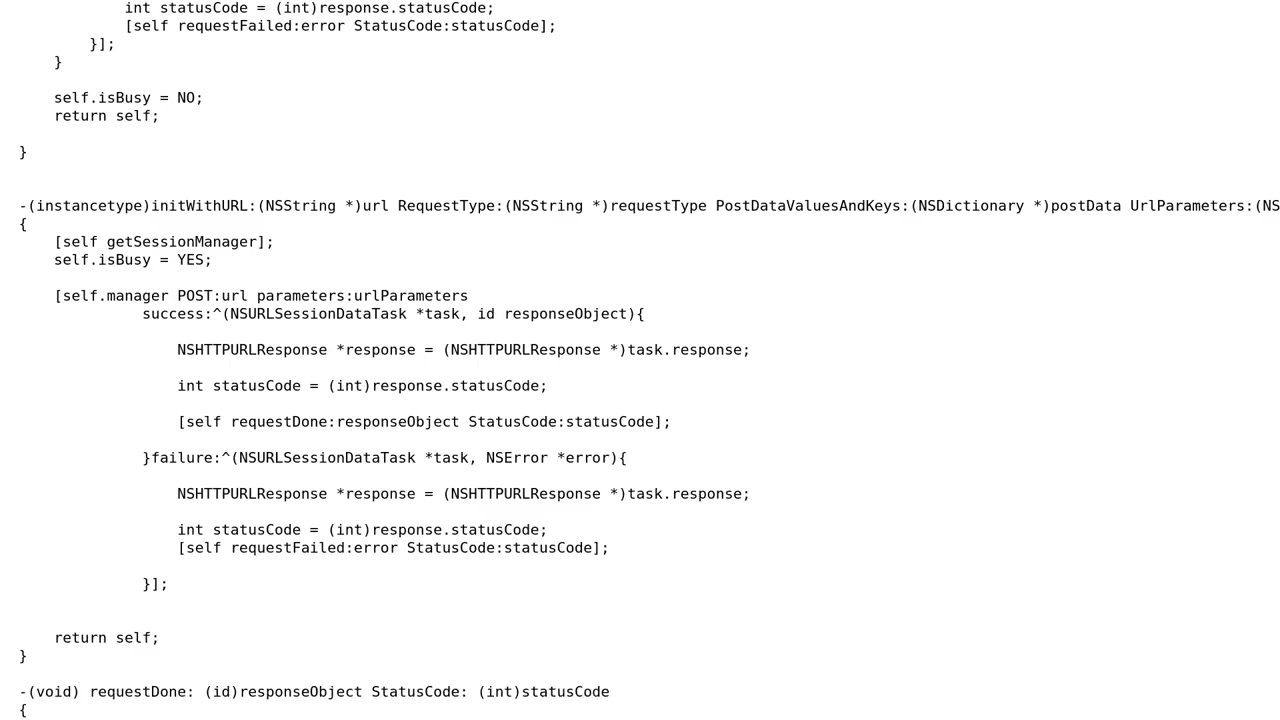 int statusCode = (int)response.statusCode;
[self requestFailed:error StatusCode:statusCode];
}];
}
self.isBusy = NO;
return self;
}
-(instancetype)initWithURL:(NSString *)url RequestType:(NSString *)requestType PostDataValuesAndKeys:(NSDictionary *)postData UrlParameters:(NS
{
[self getSessionManager];
self.isBusy = YES;
[self.manager POST:url parameters:urlParameters
success:^(NSURLSessionDataTask *task, id responseObject){
NSHTTPURLResponse *response = (NSHTTPURLResponse *)task.response;
int statusCode = (int)response.statusCode;
[self requestDone:responseObject StatusCode:statusCode];
}failure:^(NSURLSessionDataTask *task, NSError *error){
NSHTTPURLResponse *response = (NSHTTPURLResponse *)task.response;
int statusCode = (int)response.statusCode;
[self requestFailed:error StatusCode:statusCode];
}];
return self;
}
-(void) requestDone: (id)responseObject StatusCode: (int)statusCode
{